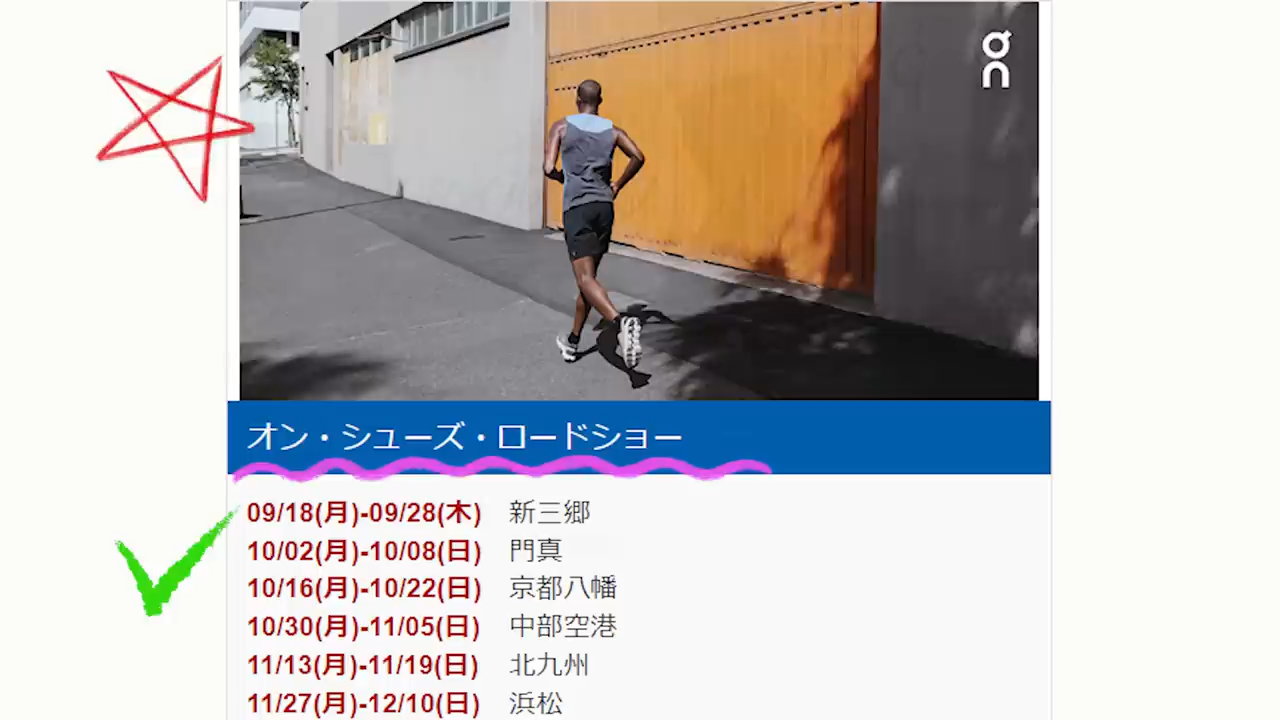 on
オン・シューズ・ロードショー
09/18(月)-09/28(木) 新三郷
10/02(月)-10/08(日) 門真
10/16(月)-10/22(日) 京都八幡
10/30(月)-11/05(日) 中部空港
11/13(月)-11/19(日) 北九州
11/27(月)-12/10(日) 浜松